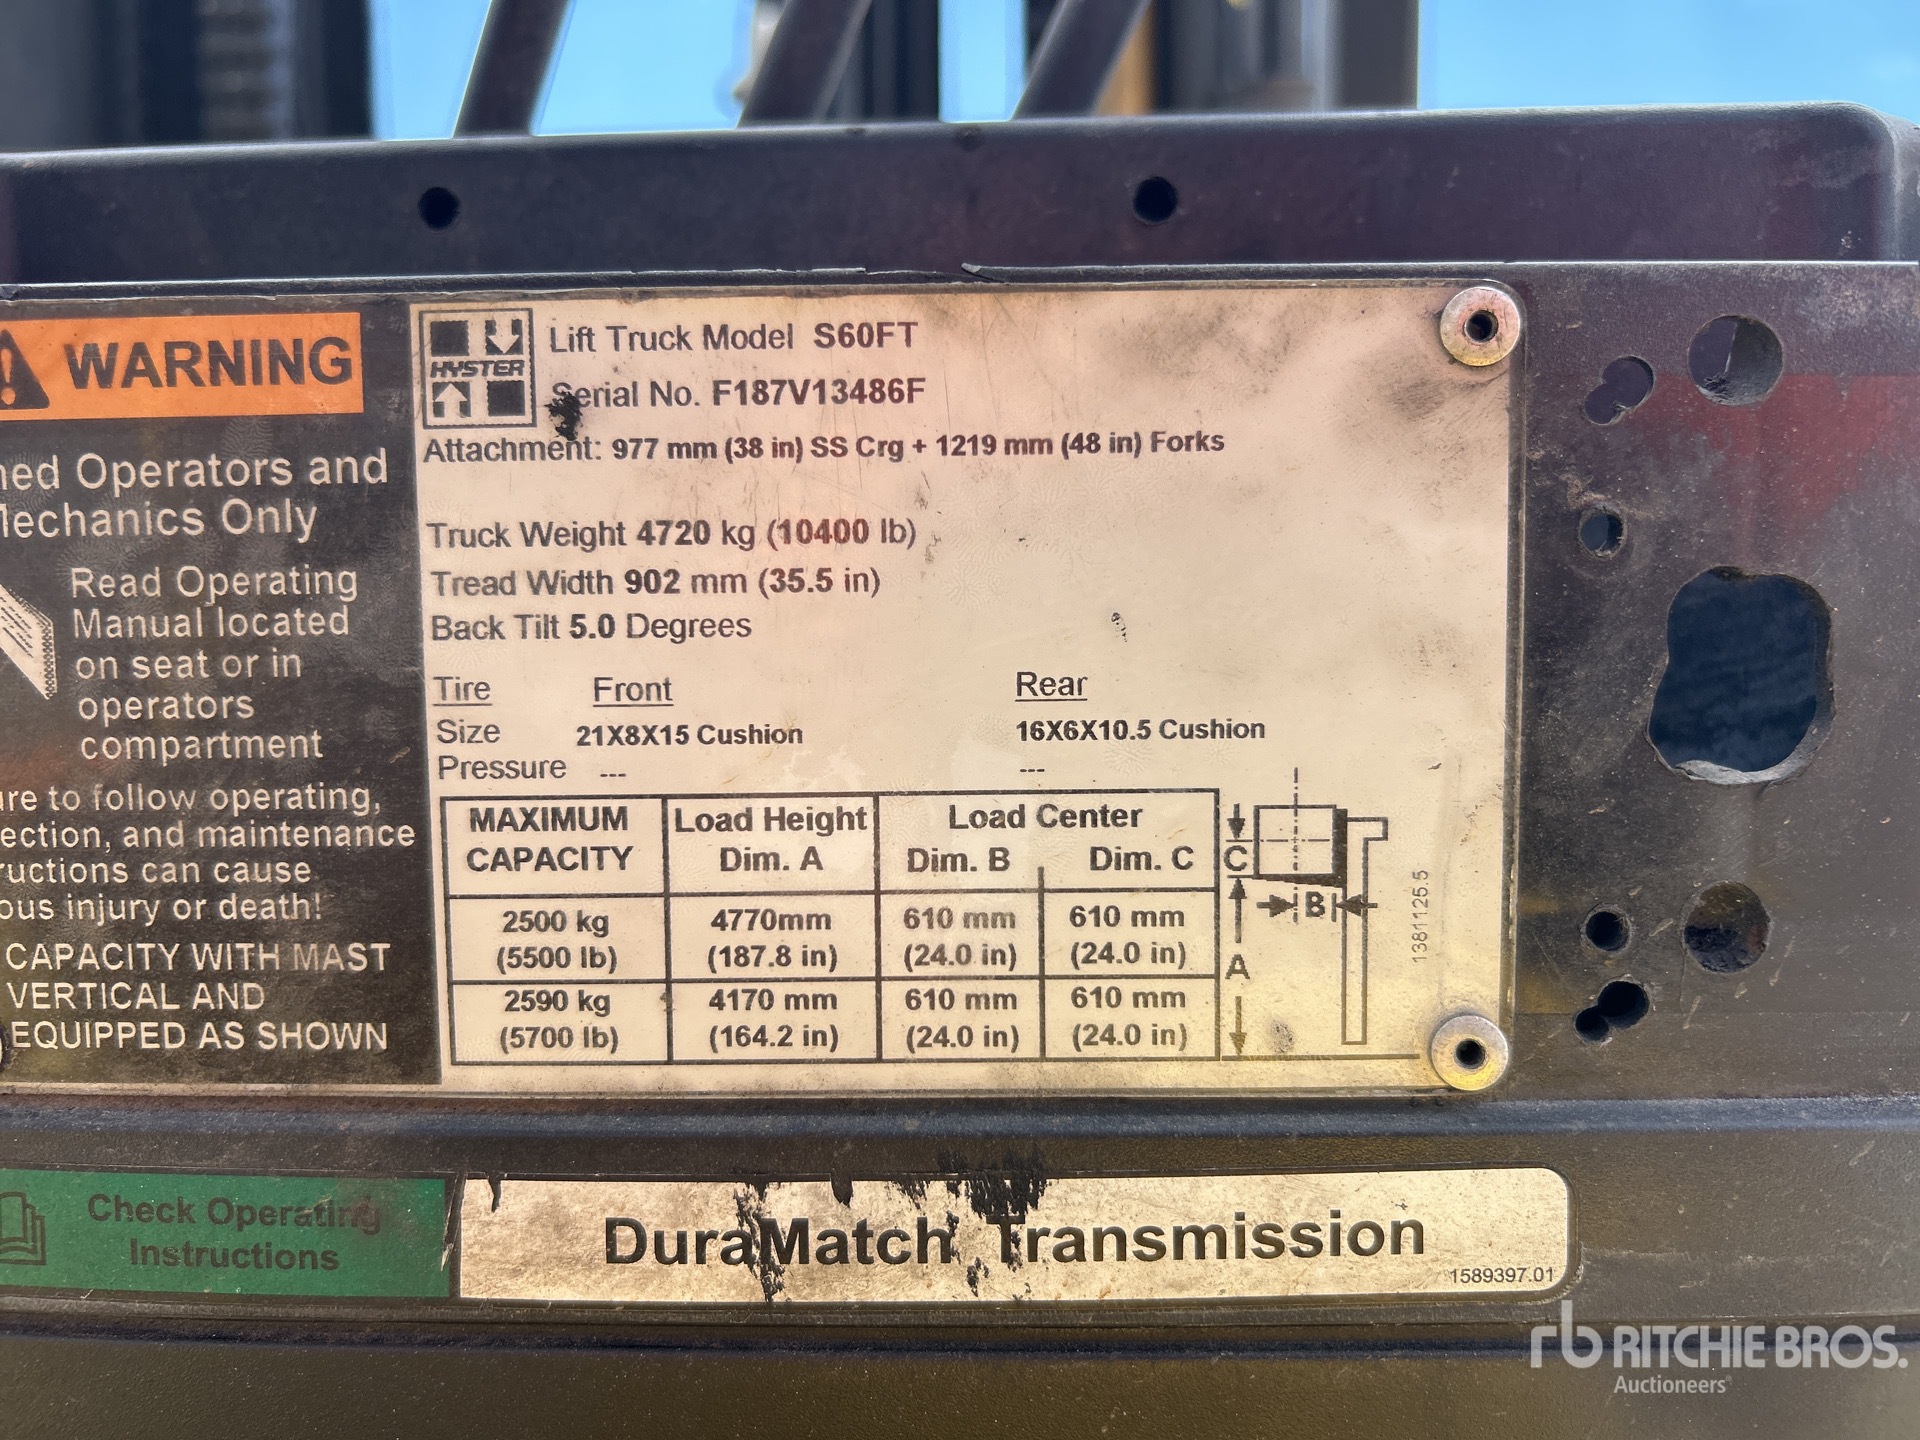 WARNING
Operators and
Only
Read Operating
Manual located
on seat or in
operators
compartment
to follow operating,
and maintenance
can cause
injury or death!
CAPACITY WITH MAST
VERTICAL AND
EQUIPPED AS SHOWN
HYSTER
Lift Truck Model S60FT
Serial No. F187V13486F
Attachment: 977 mm (38 in) SS Crg + 1219 mm (48 in) Forks
Truck Weight 4720 kg (10400 lb)
Tread Width 902 mm (35.5 in)
Back Tilt 5.0 Degrees
Tire Front Rear
Size 21X8X15 Cushion 16X6X10.5 Cushion
Pressure --- ---
MAXIMUM Load Height Load Center
CAPACITY Dim. A Dim. B Dim. C
2500 kg 4770mm 610 mm 610 mm
(5500 lb) (187.8 in) (24.0 in) (24.0 in)
2590 kg 4170 mm 610 mm 610 mm
(5700 lb) (164.2 in) (24.0 in) (24.0 in)
C
B
A
1381125.5
Check Operating
Instructions
DuraMatch Transmission
1589397.01
rb RITCHIE BROS.
Auctioneers